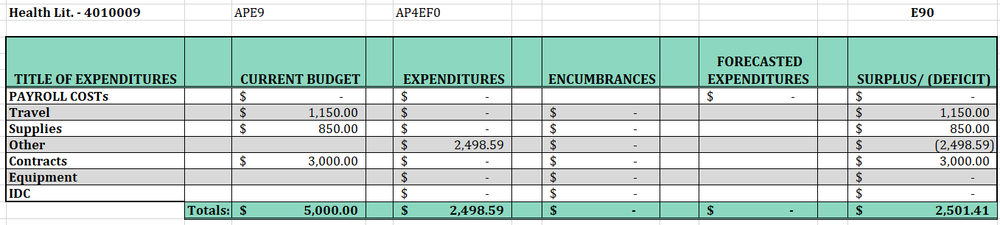 Health Lit. - 4010009 APE9 AP4EF0 E90
FORECASTED
TITLE OF EXPENDITURES CURRENT BUDGET EXPENDITURES ENCUMBRANCES EXPENDITURES SURPLUS/ (DEFICIT)
PAYROLL COSTs $ - $ - $ - $ -
Travel $ 1,150.00 $ - $ - $ 1,150.00
Supplies $ 850.00 $ - $ - $ 850.00
Other $ 2,498.59 $ - $ (2,498.59)
Contracts $ 3,000.00 $ - $ - $ 3,000.00
Equipment $ - $ - $ -
IDC $ - $ - $ -
Totals: $ 5,000.00 $ 2,498.59 $ - $ - $ 2,501.41